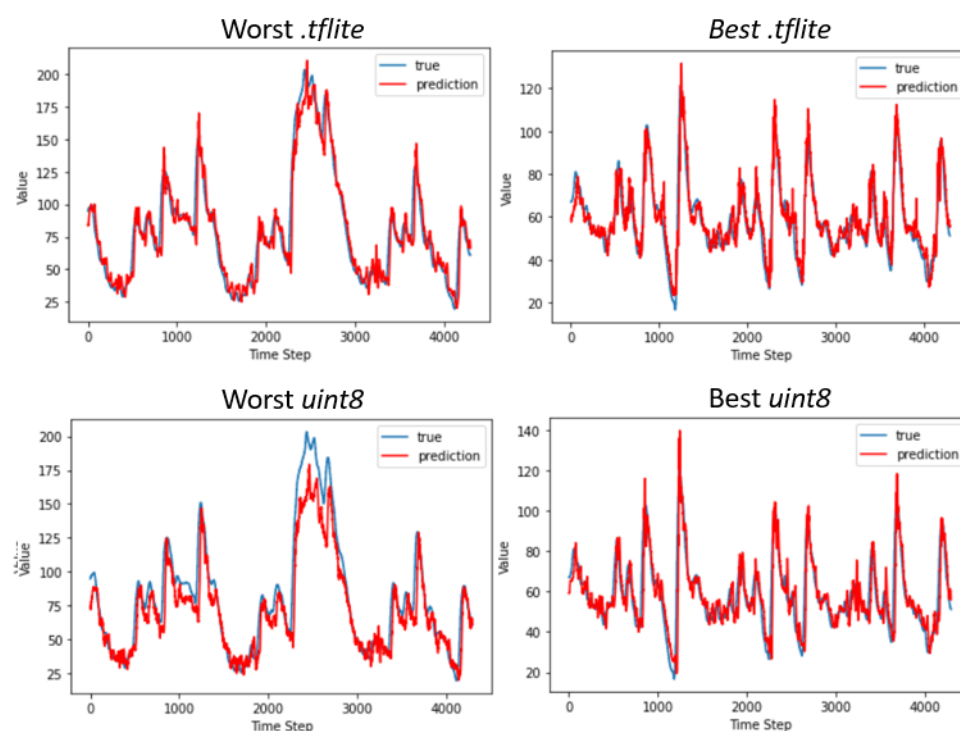 Worst .tflite
true
prediction
200
175
150
125
100
75
50
25
Value
0
1000
2000
3000
4000
Time Step
Best .tflite
true
prediction
120
100
80
60
40
20
Value
0
1000
2000
3000
4000
Time Step
Worst uint8
true
prediction
200
175
150
125
100
75
50
25
Value
0
1000
2000
3000
4000
Time Step
Best uint8
true
prediction
140
120
100
80
60
40
20
Value
0
1000
2000
3000
4000
Time Step